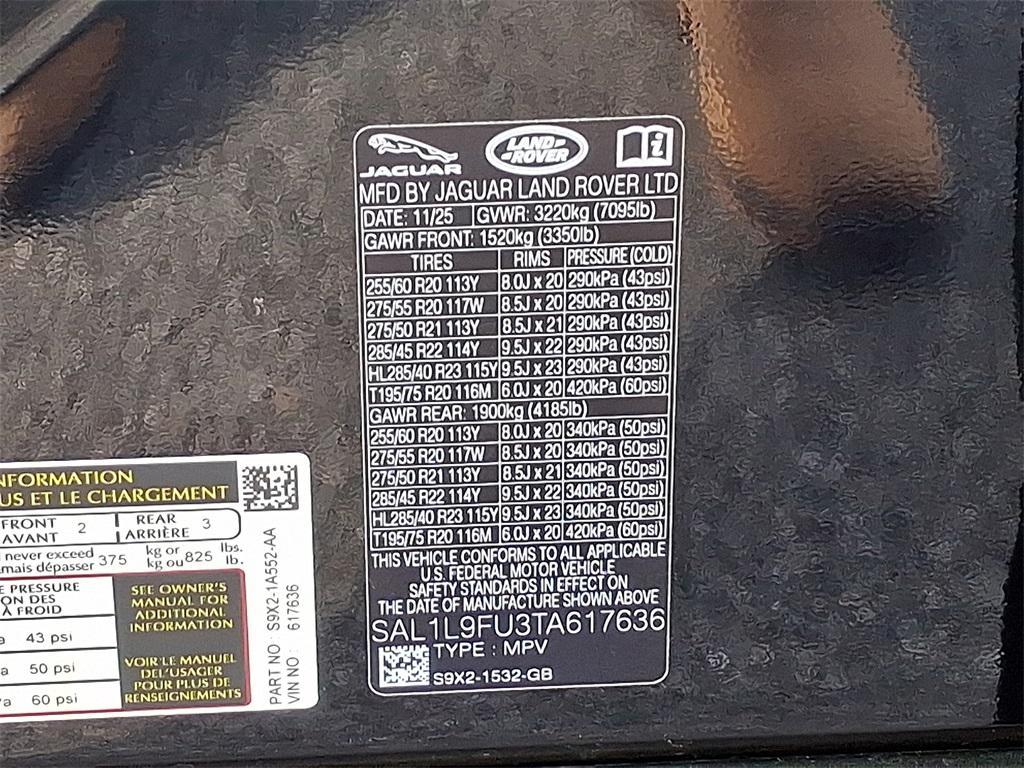 JAGUAR LAND ROVER i
MFD BY JAGUAR LAND ROVER LTD
DATE: 11/25 GVWR: 3220kg (7095lb)
GAWR FRONT: 1520kg (3350lb)
TIRES RIMS PRESSURE (COLD)
255/60 R20 113Y 8.0J x 20 290kPa (43psi)
275/55 R20 117W 8.5J x 20 290kPa (43psi)
275/50 R21 113Y 8.5J x 21 290kPa (43psi)
285/45 R22 114Y 9.5J x 22 290kPa (43psi)
HL285/40 R23 115Y 9.5J x 23 290kPa (43psi)
T195/75 R20 116M 6.0J x 20 420kPa (60psi)
GAWR REAR: 1900kg (4185lb)
255/60 R20 113Y 8.0J x 20 340kPa (50psi)
275/55 R20 117W 8.5J x 20 340kPa (50psi)
275/50 R21 113Y 8.5J x 21 340kPa (50psi)
285/45 R22 114Y 9.5J x 22 340kPa (50psi)
HL285/40 R23 115Y 9.5J x 23 340kPa (50psi)
T195/75 R20 116M 6.0J x 20 420kPa (60psi)
THIS VEHICLE CONFORMS TO ALL APPLICABLE
U.S. FEDERAL MOTOR VEHICLE
SAFETY STANDARDS IN EFFECT ON
THE DATE OF MANUFACTURE SHOWN ABOVE
SAL1L9FU3TA617636
TYPE : MPV
S9X2-1532-GB
NFORMATION
US ET LE CHARGEMENT
FRONT 2 REAR 3
AVANT ARRIÈRE
never exceed 375 kg or 825 lbs.
mais dépasser kg ou lb.
PRESSURE
ON DES
À FROID
43 psi
50 psi
60 psi
SEE OWNER'S
MANUAL FOR
ADDITIONAL
INFORMATION
VOIR LE MANUEL
DE L'USAGER
POUR PLUS DE
RENSEIGNEMENTS
PART NO : S9X2-1A552-AA
VIN NO : 617636